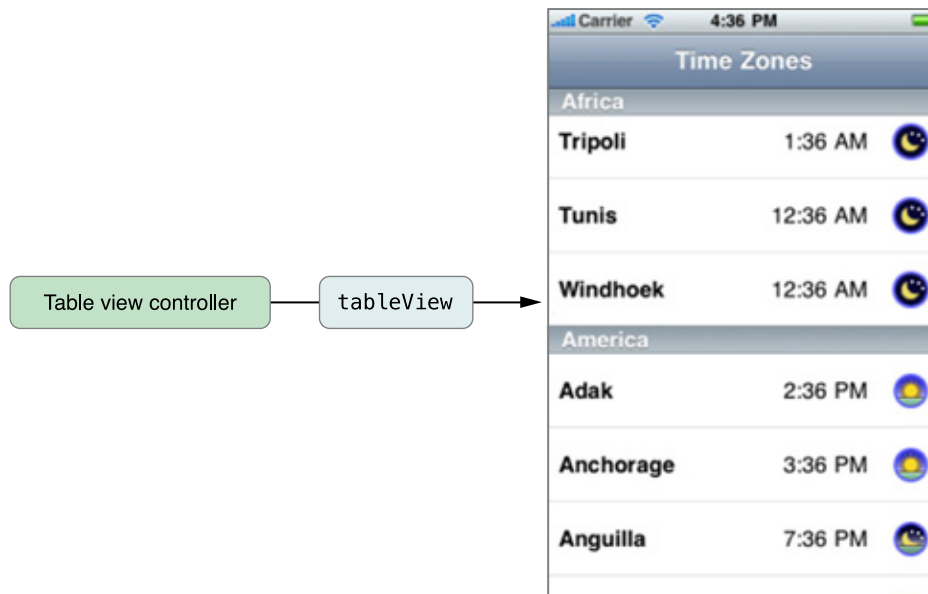 Carrier 4:36 PM
Time Zones
Africa
Tripoli 1:36 AM
Tunis 12:36 AM
Table view controller tableView
Windhoek 12:36 AM
America
Adak 2:36 PM
Anchorage 3:36 PM
Anguilla 7:36 PM